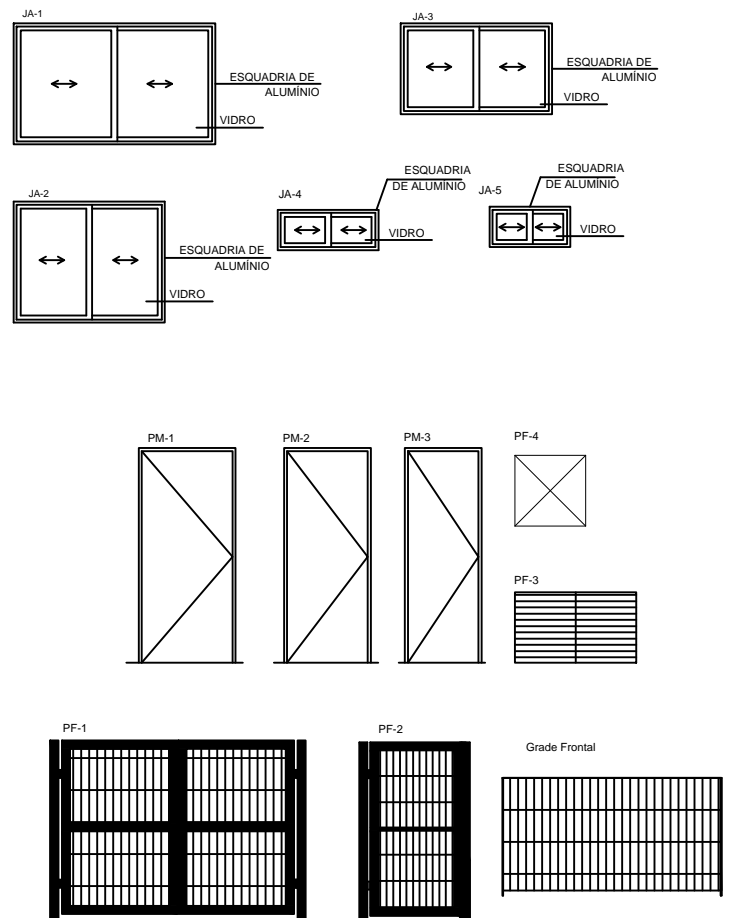 JA-1
ESQUADRIA DE
ALUMÍNIO
VIDRO
JA-3
ESQUADRIA DE
ALUMÍNIO
VIDRO
JA-2
ESQUADRIA DE
ALUMÍNIO
VIDRO
JA-4
ESQUADRIA
DE ALUMÍNIO
VIDRO
JA-5
ESQUADRIA
DE ALUMÍNIO
VIDRO
PM-1
PM-2
PM-3
PF-4
PF-3
PF-1
PF-2
Grade Frontal